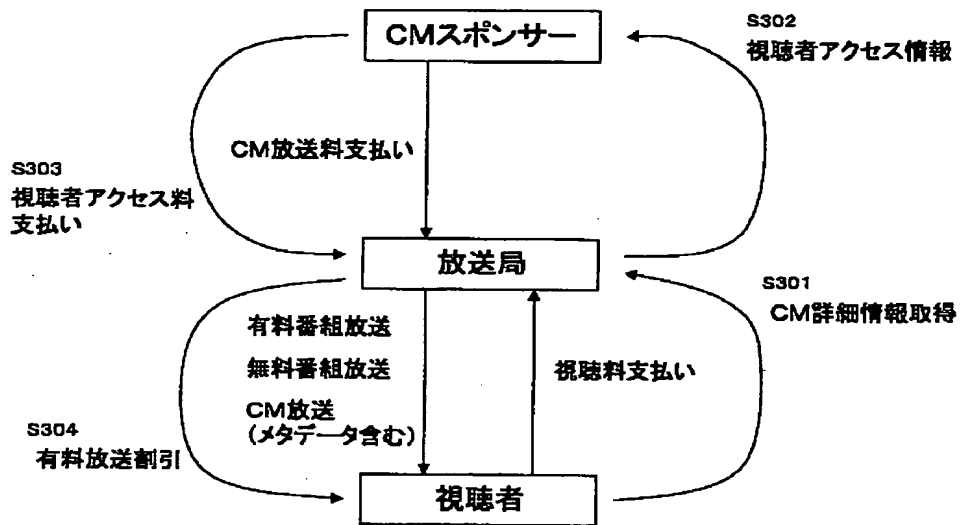 CMスポンサー
S302
視聴者アクセス情報
CM放送料支払い
S303
視聴者アクセス料
支払い
放送局
S301
CM詳細情報取得
有料番組放送
無料番組放送
CM放送
(メタデータ含む)
視聴料支払い
S304
有料放送割引
視聴者